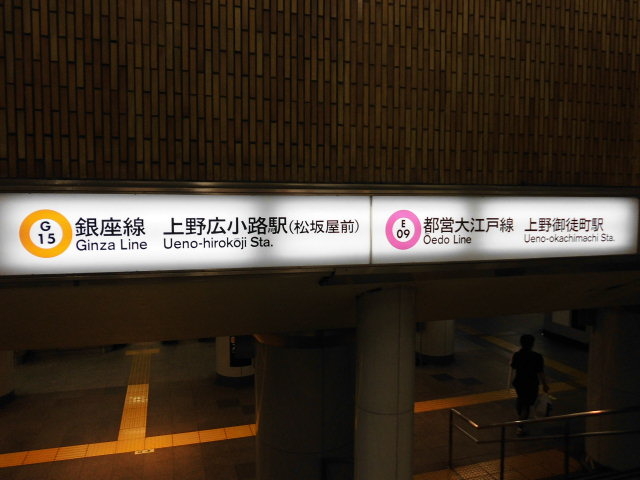 G
15
銀座線 上野広小路駅(松坂屋前)
Ginza Line Ueno-hirokoji Sta.
E
09
都営大江戸線 上野御徒町駅
Oedo Line Ueno-okachimachi Sta.